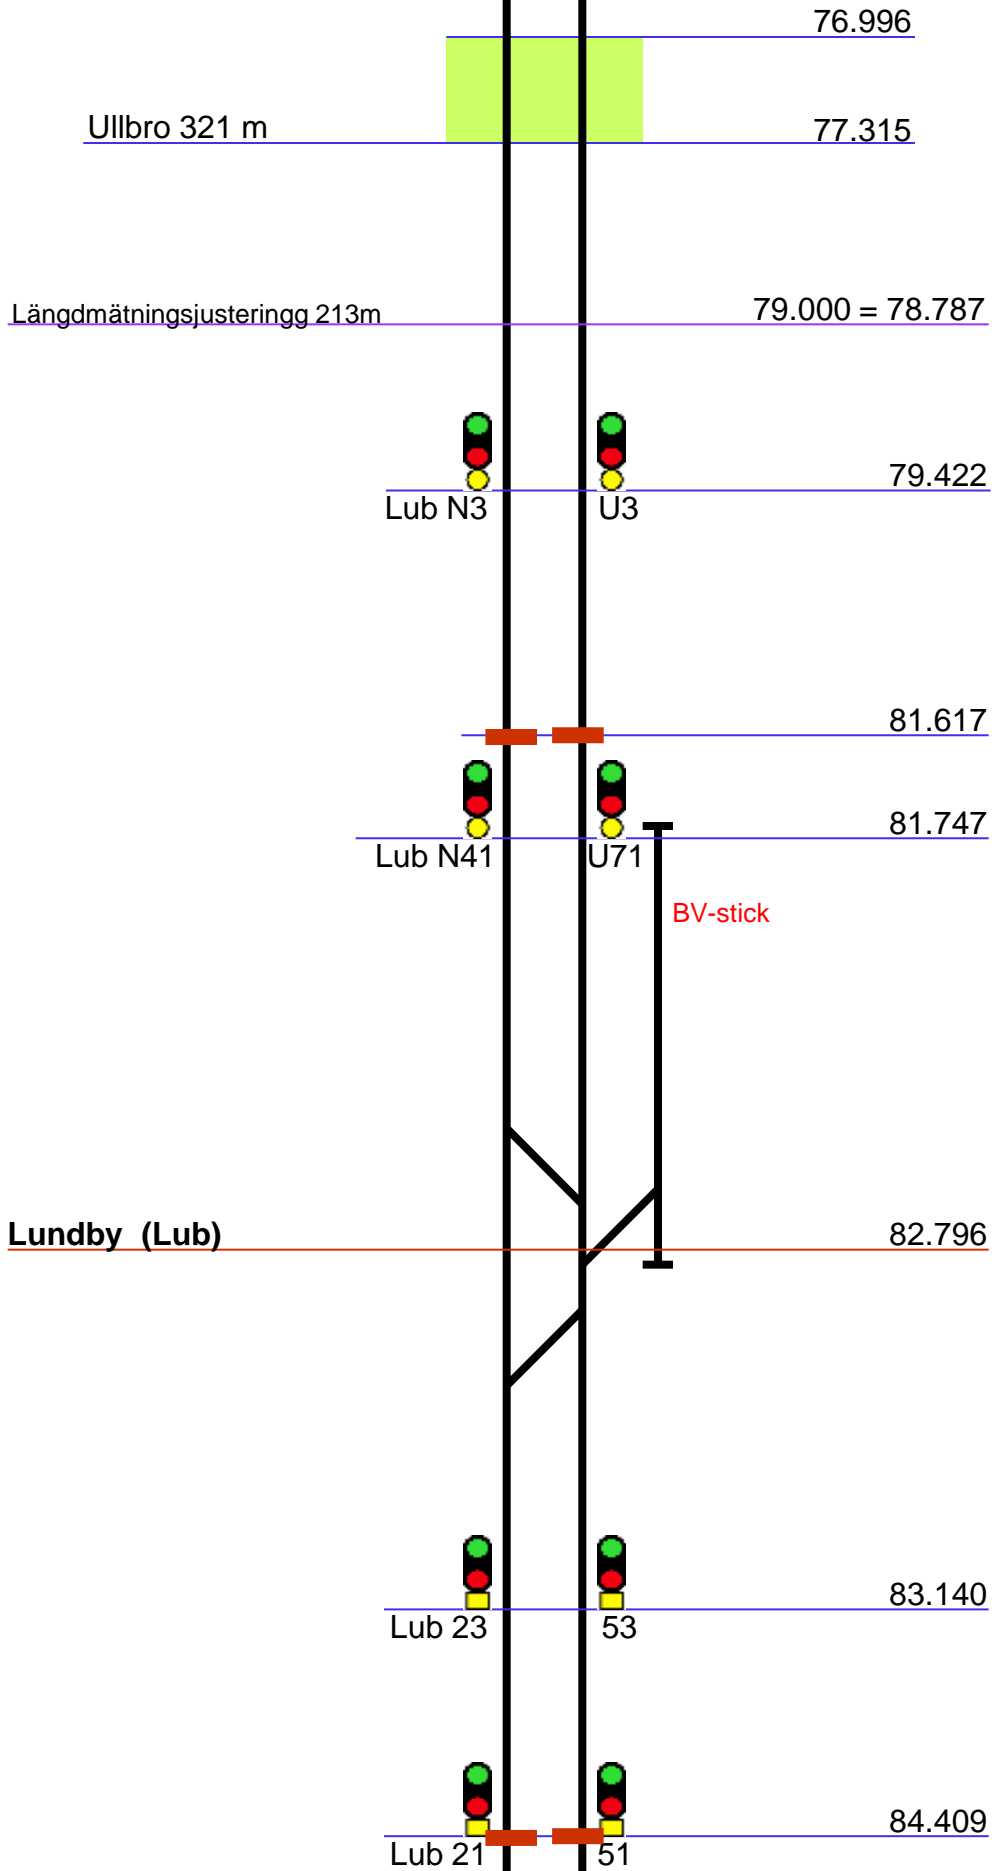 76.996
Ullbro 321 m 77.315
Längdmätningsjusteringg 213m 79.000 = 78.787
79.422
Lub N3 U3
81.617
81.747
Lub N41 U71
BV-stick
Lundby (Lub) 82.796
83.140
Lub 23 53
84.409
Lub 21 51